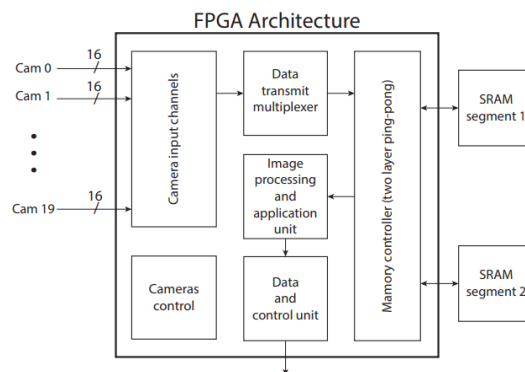 FPGA Architecture
Cam 0
16
Cam 1
16
Cam 19
16
Camera input channels
Data
transmit
multiplexer
Image
processing
and
application
unit
Cameras
control
Data
and
control unit
Mamory controller (two layer ping-pong)
SRAM
segment 1
SRAM
segment 2